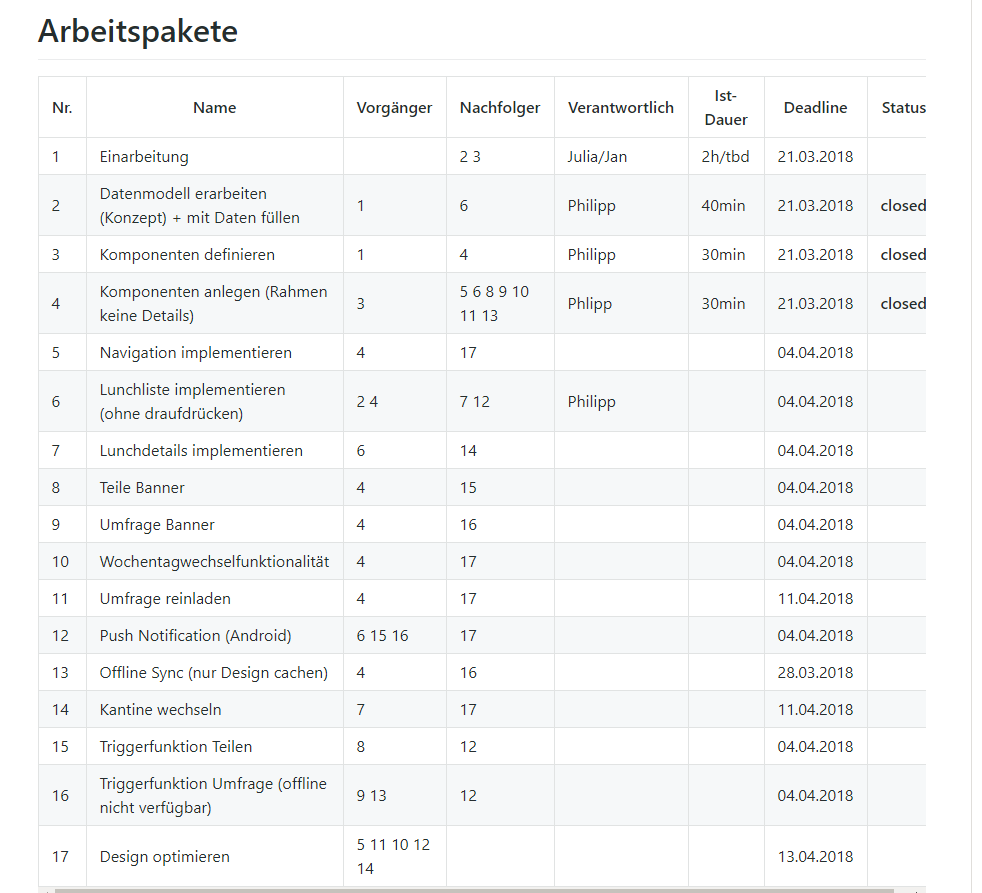 Arbeitspakete
Nr. Name Vorgänger Nachfolger Verantwortlich Ist-Dauer Deadline Status
1 Einarbeitung 2 3 Julia/Jan 2h/tbd 21.03.2018
2 Datenmodell erarbeiten (Konzept) + mit Daten füllen 1 6 Philipp 40min 21.03.2018 closed
3 Komponenten definieren 1 4 Philipp 30min 21.03.2018 closed
4 Komponenten anlegen (Rahmen keine Details) 3 5 6 8 9 10 11 13 Phlipp 30min 21.03.2018 closed
5 Navigation implementieren 4 17 04.04.2018
6 Lunchliste implementieren (ohne draufdrücken) 2 4 7 12 Philipp 04.04.2018
7 Lunchdetails implementieren 6 14 04.04.2018
8 Teile Banner 4 15 04.04.2018
9 Umfrage Banner 4 16 04.04.2018
10 Wochentagwechselfunktionalität 4 17 04.04.2018
11 Umfrage reinladen 4 17 11.04.2018
12 Push Notification (Android) 6 15 16 17 04.04.2018
13 Offline Sync (nur Design cachen) 4 16 28.03.2018
14 Kantine wechseln 7 17 11.04.2018
15 Triggerfunktion Teilen 8 12 04.04.2018
16 Triggerfunktion Umfrage (offline nicht verfügbar) 9 13 12 04.04.2018
17 Design optimieren 5 11 10 12 14 13.04.2018